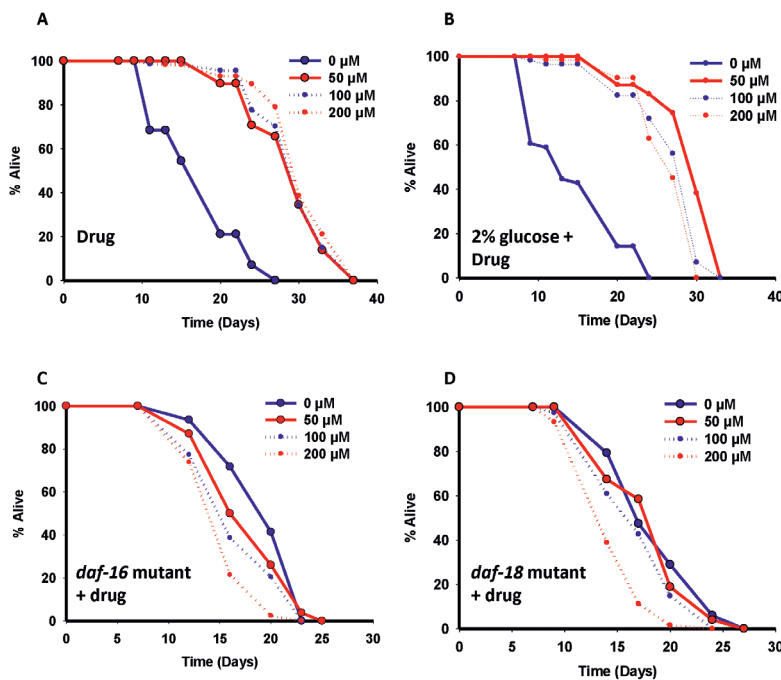 A
% Alive
100
80
60
40
20
0
0 10 20 30 40
Time (Days)
0 µM
50 µM
100 µM
200 µM
Drug
B
% Alive
100
80
60
40
20
0
0 10 20 30 40
Time (Days)
0 µM
50 µM
100 µM
200 µM
2% glucose +
Drug
C
% Alive
100
80
60
40
20
0
0 5 10 15 20 25 30
Time (Days)
0 µM
50 µM
100 µM
200 µM
daf-16 mutant
+ drug
D
% Alive
100
80
60
40
20
0
0 5 10 15 20 25 30
Time (Days)
0 µM
50 µM
100 µM
200 µM
daf-18 mutant
+ drug